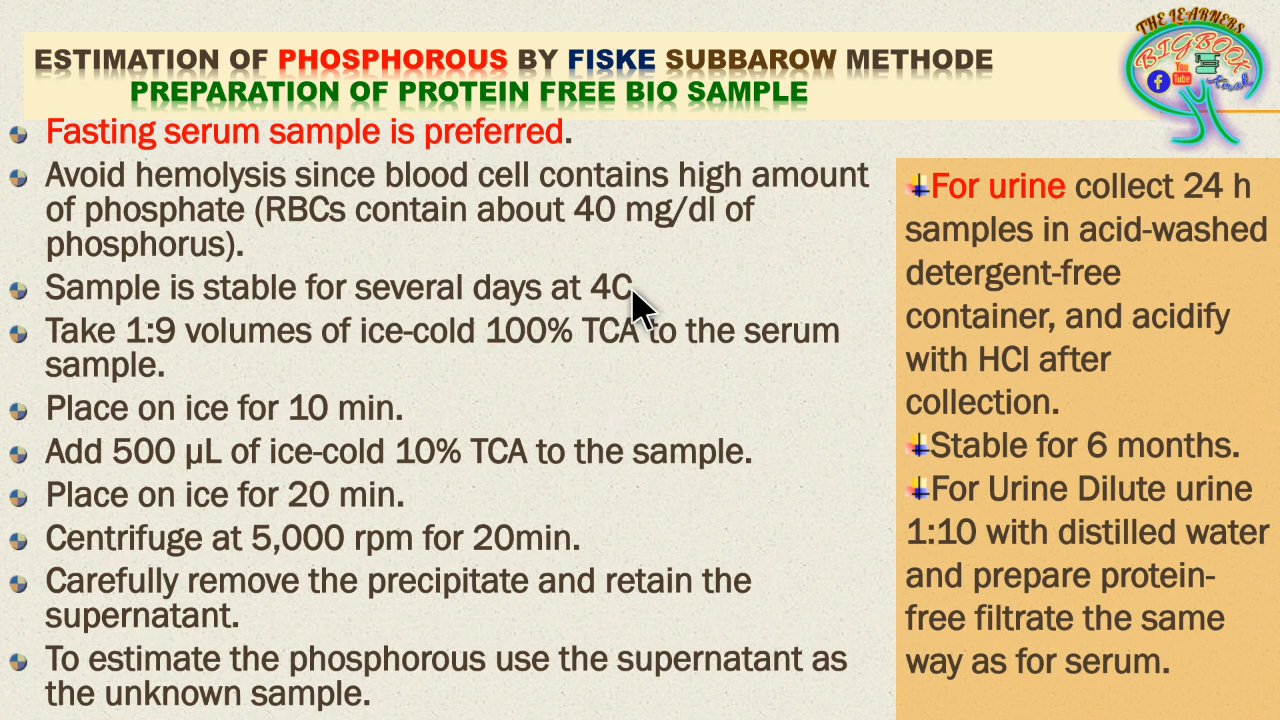 THE LEARNERS
BIGBOOK
You
Tube
ESTIMATION OF PHOSPHOROUS BY FISKE SUBBAROW METHODE
PREPARATION OF PROTEIN FREE BIO SAMPLE
Fasting serum sample is preferred.
Avoid hemolysis since blood cell contains high amount
of phosphate (RBCs contain about 40 mg/dl of
phosphorus).
Sample is stable for several days at 4C
Take 1:9 volumes of ice-cold 100% TCA to the serum
sample.
Place on ice for 10 min.
Add 500 µL of ice-cold 10% TCA to the sample.
Place on ice for 20 min.
Centrifuge at 5,000 rpm for 20min.
Carefully remove the precipitate and retain the
supernatant.
To estimate the phosphorous use the supernatant as
the unknown sample.
For urine collect 24 h
samples in acid-washed
detergent-free
container, and acidify
with HCl after
collection.
Stable for 6 months.
For Urine Dilute urine
1:10 with distilled water
and prepare protein-
free filtrate the same
way as for serum.